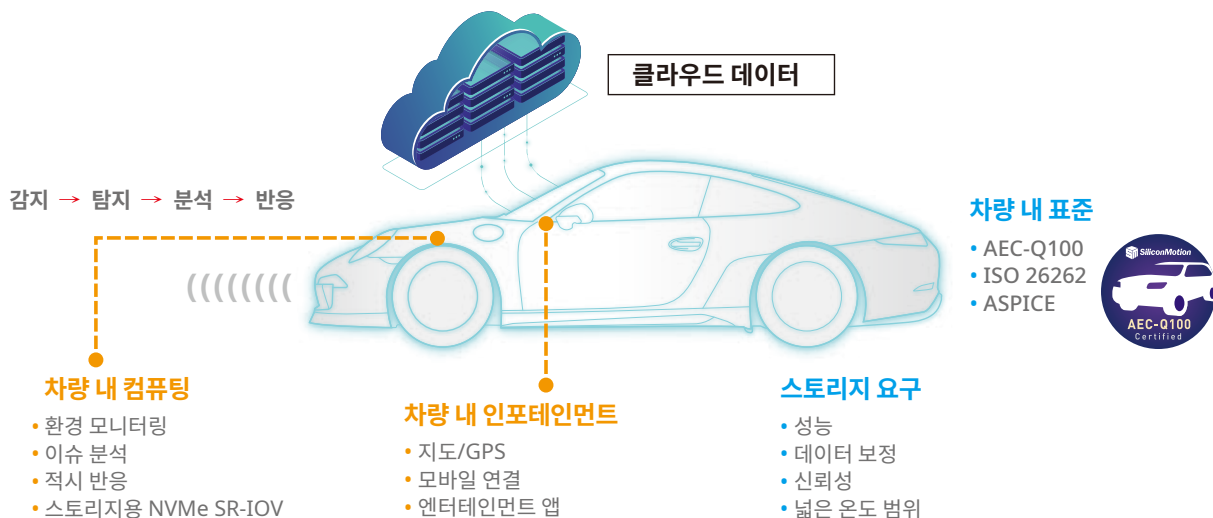 클라우드 데이터
감지 → 탐지 → 분석 → 반응
차량 내 표준
• AEC-Q100
• ISO 26262
• ASPICE
SiliconMotion
AEC-Q100
Certified
차량 내 컴퓨팅
• 환경 모니터링
• 이슈 분석
• 적시 반응
• 스토리지용 NVMe SR-IOV
차량 내 인포테인먼트
• 지도/GPS
• 모바일 연결
• 엔터테인먼트 앱
스토리지 요구
• 성능
• 데이터 보정
• 신뢰성
• 넓은 온도 범위